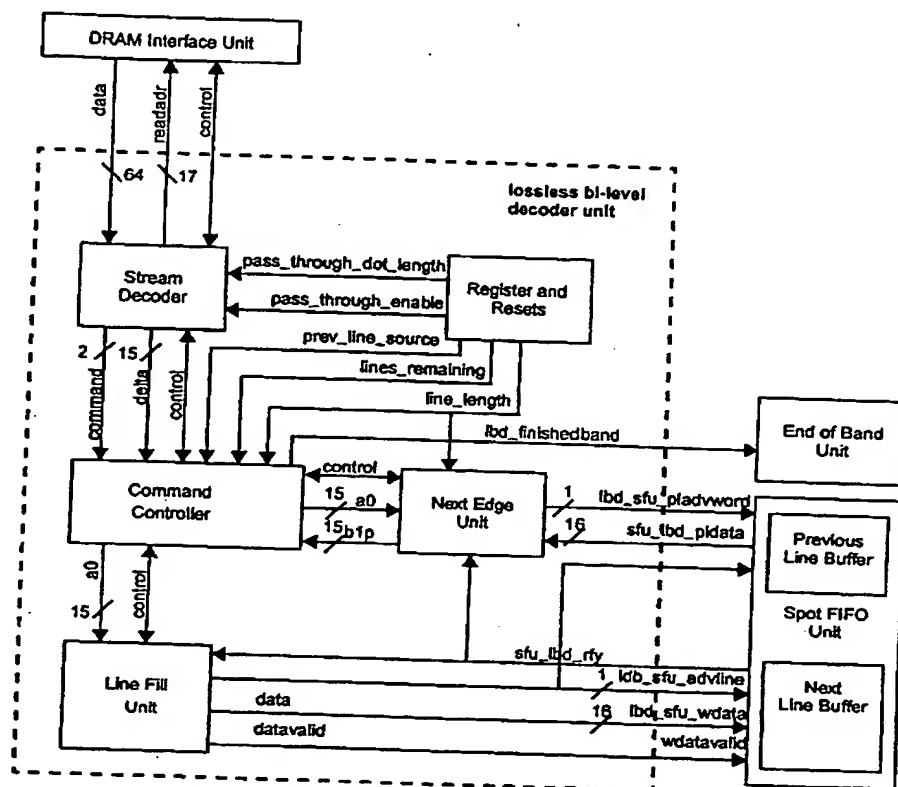 DRAM Interface Unit
data
readadr
control
64
17
lossless bi-level
decoder unit
Stream
Decoder
pass_through_dot_length
pass_through_enable
Register and
Resets
prev_line_source
lines_remaining
line_length
2
command
15
delta
control
lbd_finishedband
End of Band
Unit
Command
Controller
control
15
a0
15
b1p
Next Edge
Unit
1
lbd_sfu_pladvword
16
sfu_lbd_pldata
Previous
Line Buffer
Spot FIFO
Unit
a0
15
control
Line Fill
Unit
sfu_lbd_rfy
1
ldb_sfu_advline
data
16
lbd_sfu_wdata
datavalid
wdatavalid
Next
Line Buffer